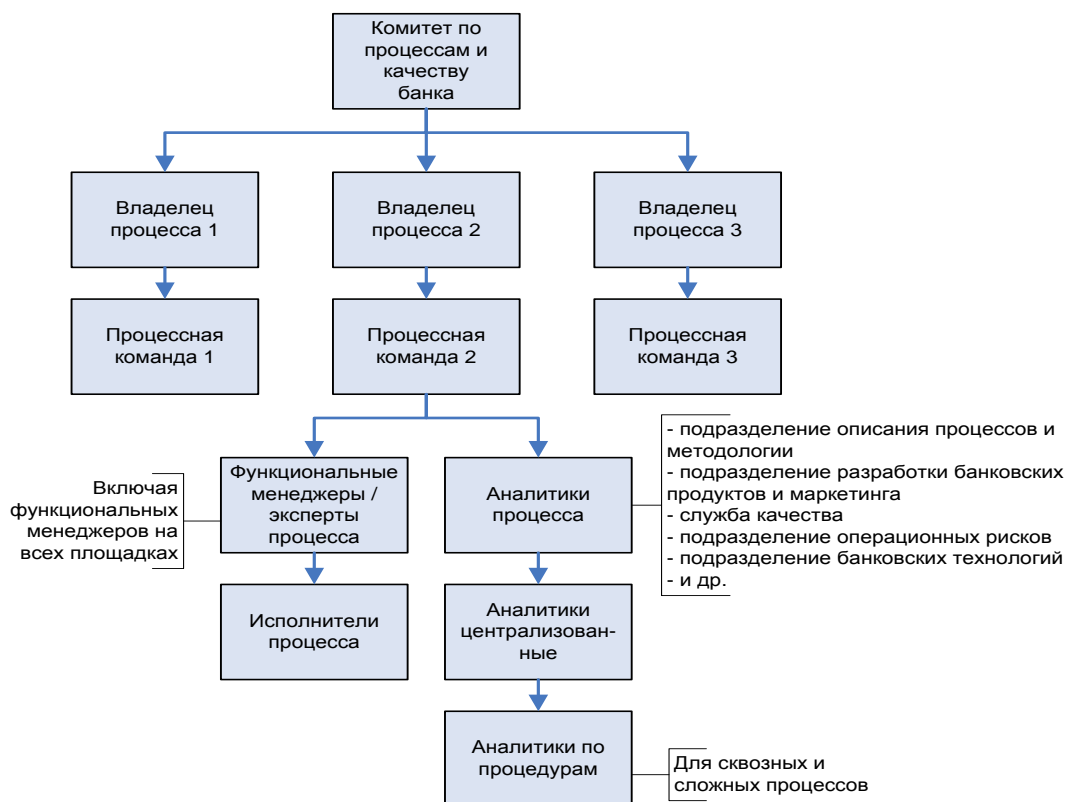 Комитет по
процессам и
качеству
банка
Владелец
процесса 1
Владелец
процесса 2
Владелец
процесса 3
Процессная
команда 1
Процессная
команда 2
Процессная
команда 3
Включая
функциональных
менеджеров на
всех площадках
Функциональные
менеджеры /
эксперты
процесса
Аналитики
процесса
- подразделение описания процессов и
методологии
- подразделение разработки банковских
продуктов и маркетинга
- служба качества
- подразделение операционных рисков
- подразделение банковских технологий
- и др.
Исполнители
процесса
Аналитики
централизован-
ные
Аналитики по
процедурам
Для сквозных и
сложных процессов